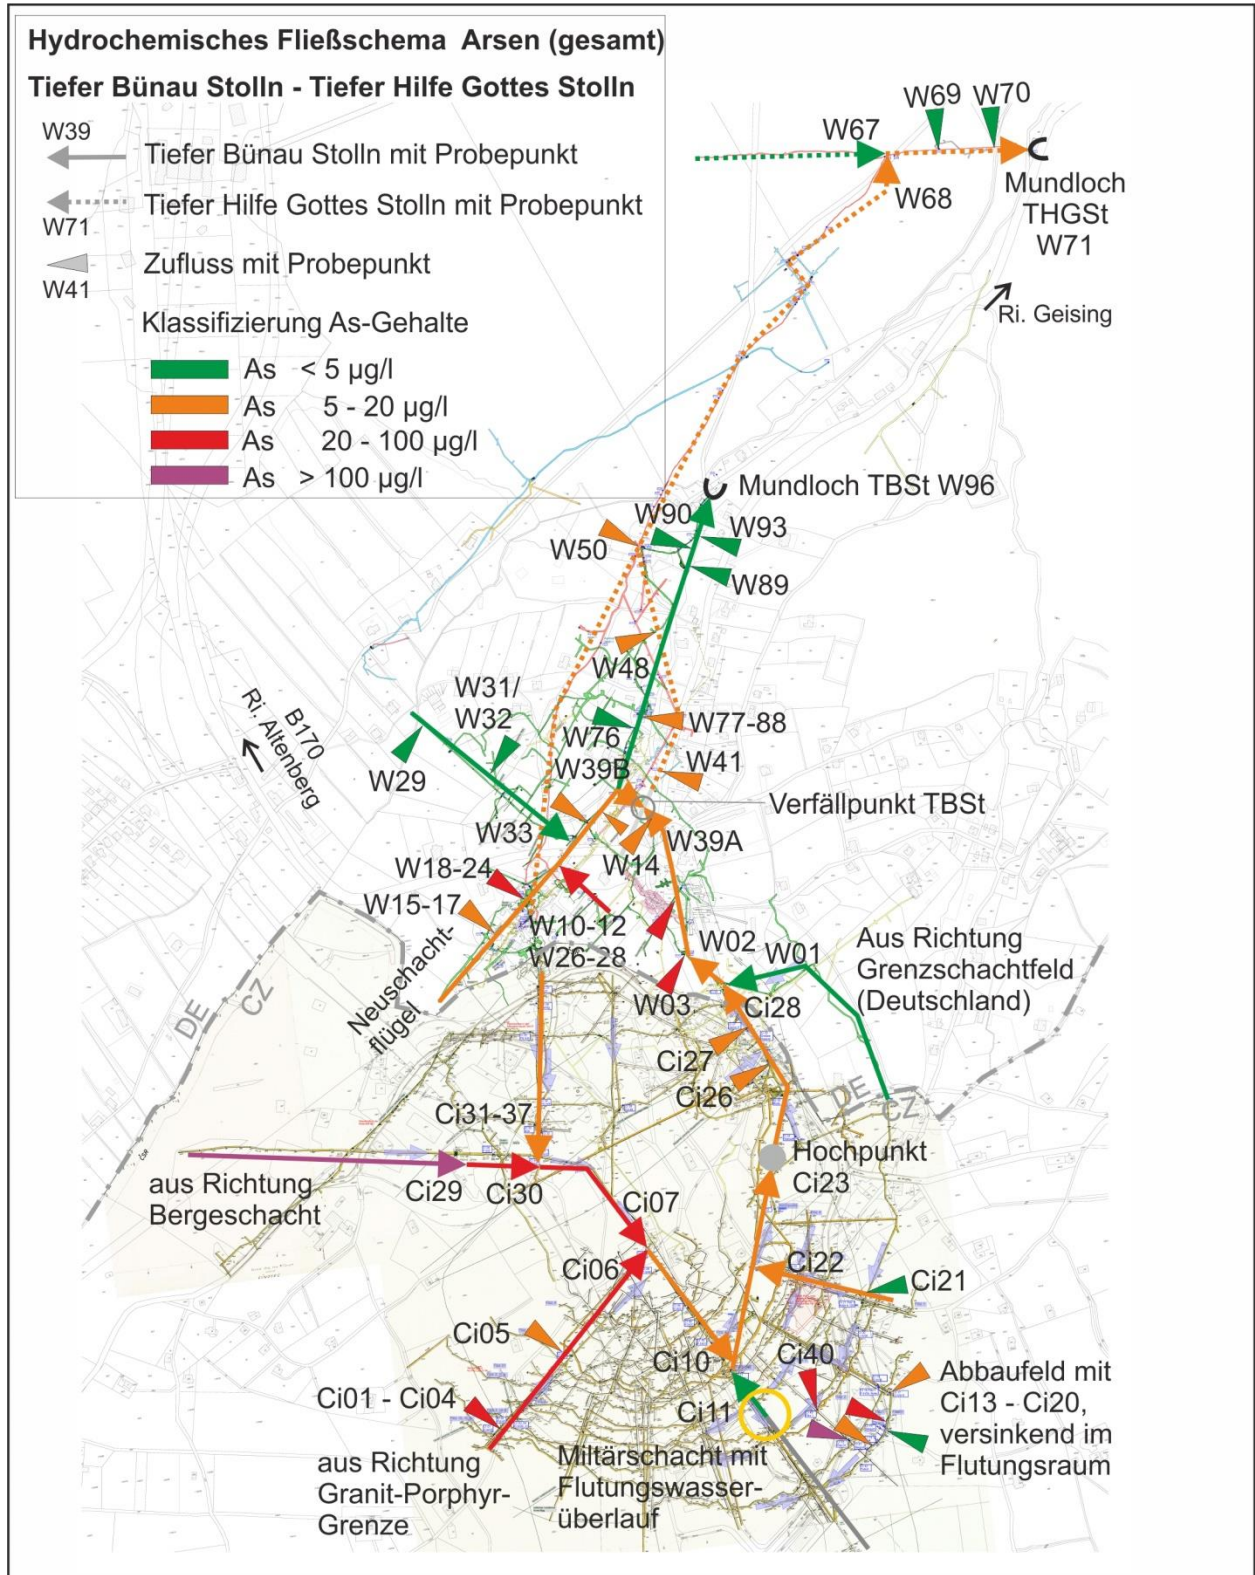 Hydrochemisches Fließschema Arsen (gesamt)
Tiefer Bünau Stolln - Tiefer Hilfe Gottes Stolln
W39
Tiefer Bünau Stolln mit Probepunkt
Tiefer Hilfe Gottes Stolln mit Probepunkt
W71
Zufluss mit Probepunkt
W41
Klassifizierung As-Gehalte
As < 5 µg/l
As 5 - 20 µg/l
As 20 - 100 µg/l
As > 100 µg/l
W69
W70
W67
W68
Mundloch
THGSt
W71
Ri. Geising
Mundloch TBSt W96
W90
W93
W50
W89
W48
W31/
W32
W29
B170
Ri. Altenberg
W76
W77-88
W39B
W41
Verfällpunkt TBSt
W33
W39A
W14
W18-24
W15-17
W10-12
W26-28
Neuschacht-
flügel
W02
W01
W03
Aus Richtung
Grenzschachtfeld
(Deutschland)
DE
CZ
Ci28
Ci27
Ci26
DE
CZ
Ci31-37
Hochpunkt
Ci23
aus Richtung
Bergeschacht
Ci29
Ci30
Ci07
Ci06
Ci22
Ci21
Ci05
Ci10
Ci40
Ci01 - Ci04
Ci11
Abbaufeld mit
Ci13 - Ci20,
versinkend im
Flutungsraum
aus Richtung
Granit-Porphyr-
Grenze
Miltärschacht mit
Flutungswasser-
überlauf